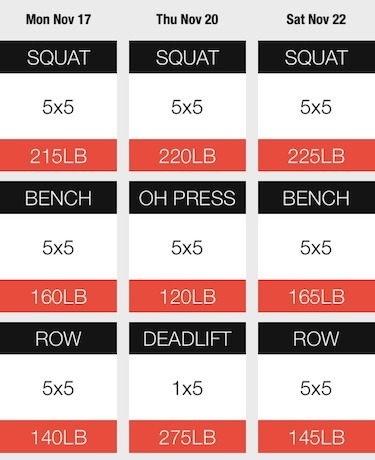 Mon Nov 17
Thu Nov 20
Sat Nov 22
SQUAT
SQUAT
SQUAT
5x5
5x5
5x5
215LB
220LB
225LB
BENCH
OH PRESS
BENCH
5x5
5x5
5x5
160LB
120LB
165LB
ROW
DEADLIFT
ROW
5x5
1x5
5x5
140LB
275LB
145LB